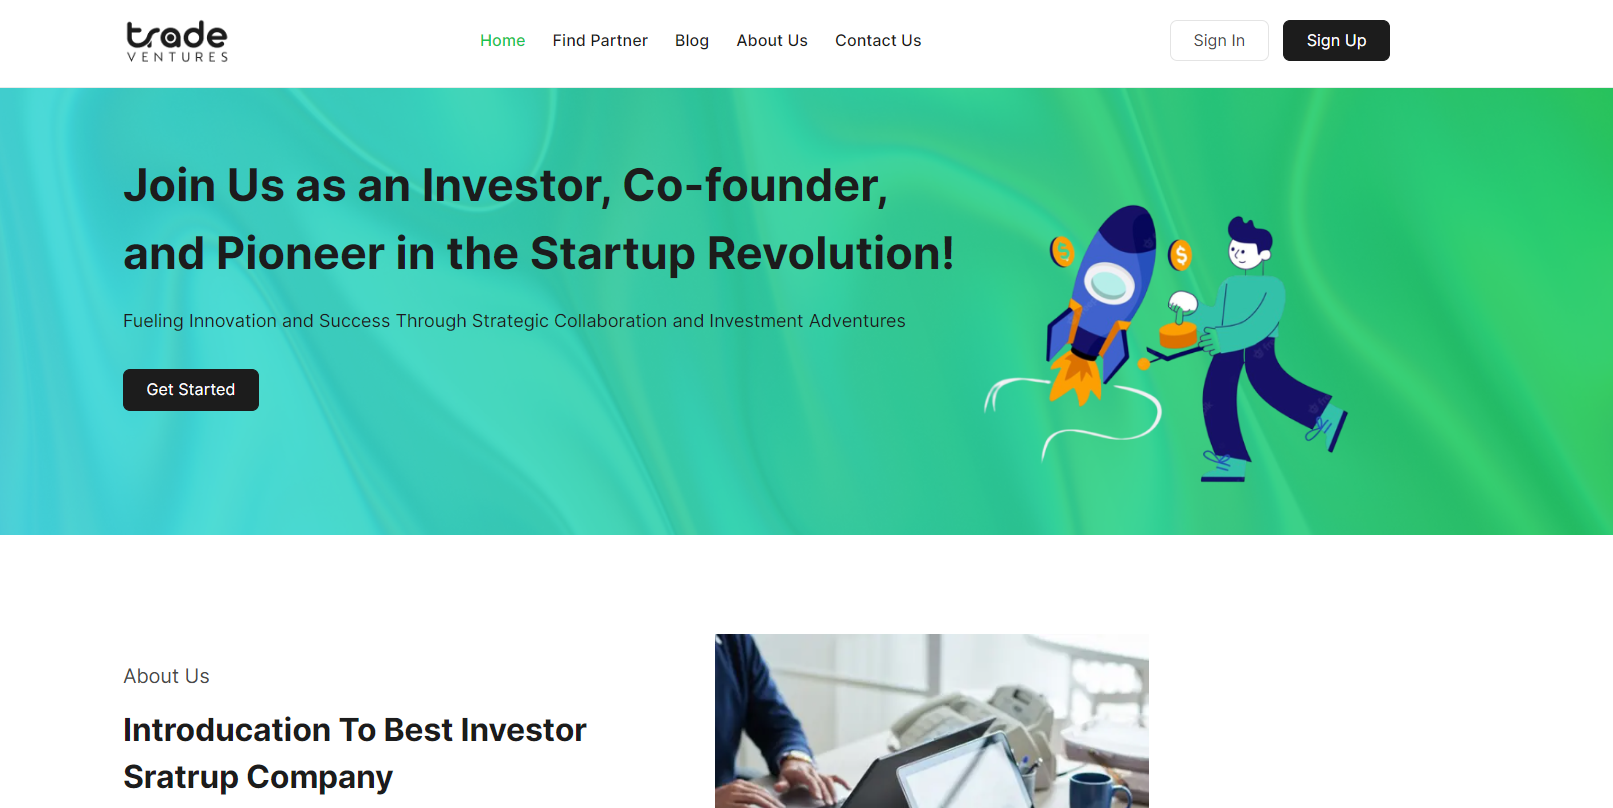 trade
VENTURES
Home Find Partner Blog About Us Contact Us
Sign In Sign Up
Join Us as an Investor, Co-founder,
and Pioneer in the Startup Revolution!
Fueling Innovation and Success Through Strategic Collaboration and Investment Adventures
Get Started
About Us
Introducation To Best Investor
Sratrup Company